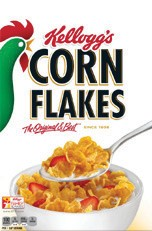 Kellogg's
CORN
FLAKES
The Original & Best
SINCE 1906